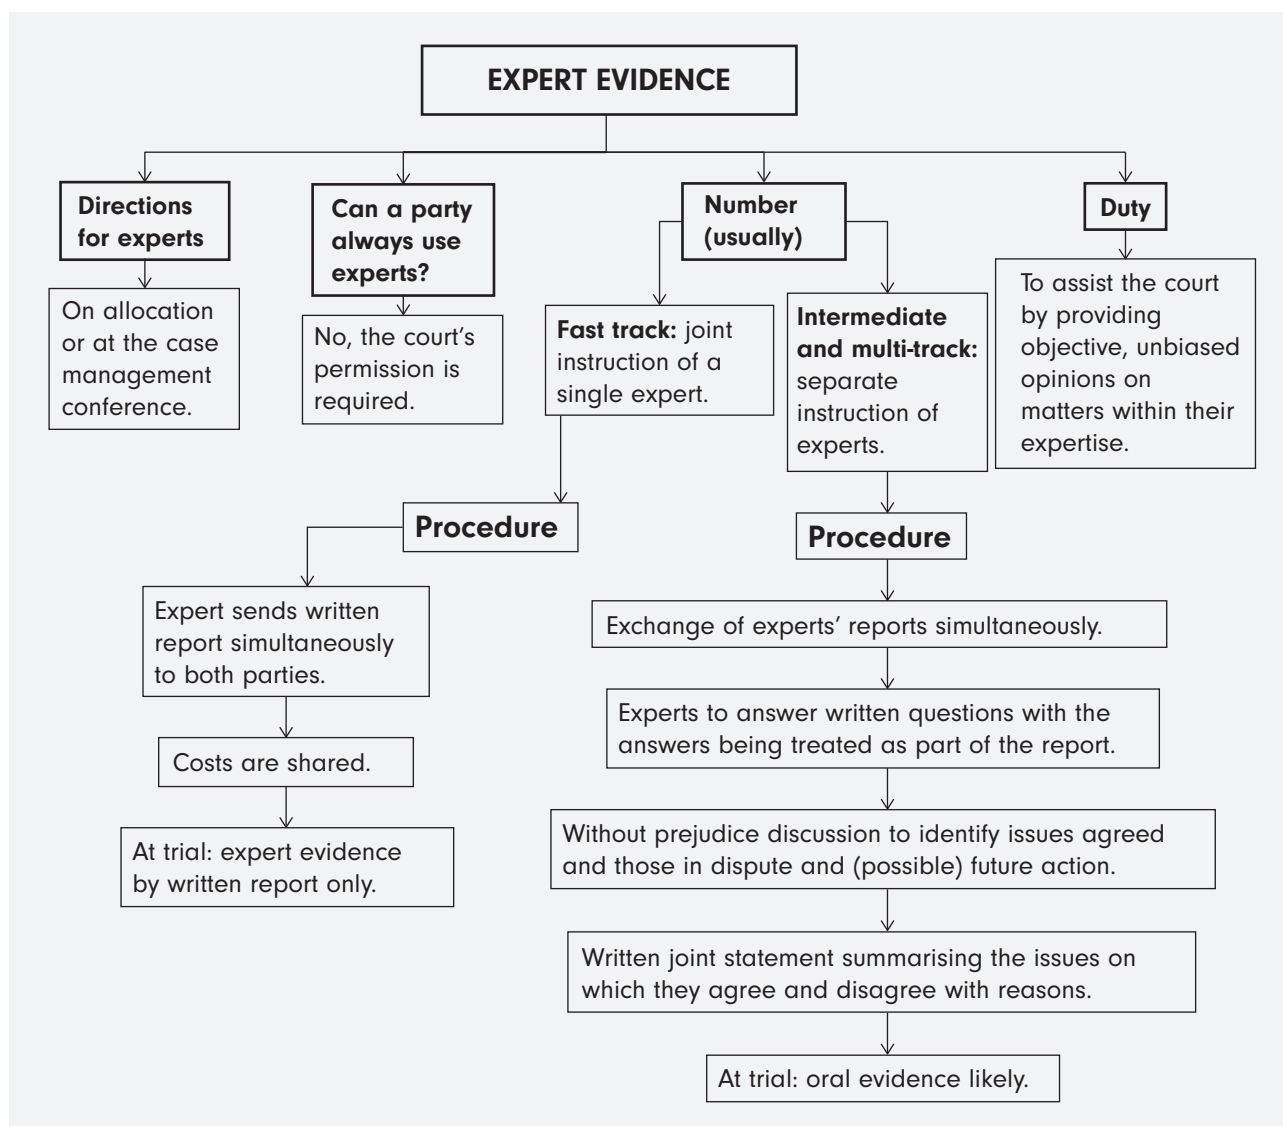 EXPERT EVIDENCE
Directions
for experts
On allocation
or at the case
management
conference.
Can a party
always use
experts?
No, the court’s
permission is
required.
Number
(usually)
Fast track: joint
instruction of a
single expert.
Procedure
Expert sends written
report simultaneously
to both parties.
Costs are shared.
At trial: expert evidence
by written report only.
Intermediate
and multi-track:
separate
instruction of
experts.
Procedure
Exchange of experts’ reports simultaneously.
Experts to answer written questions with the
answers being treated as part of the report.
Without prejudice discussion to identify issues agreed
and those in dispute and (possible) future action.
Written joint statement summarising the issues on
which they agree and disagree with reasons.
At trial: oral evidence likely.
Duty
To assist the court
by providing
objective, unbiased
opinions on
matters within their
expertise.